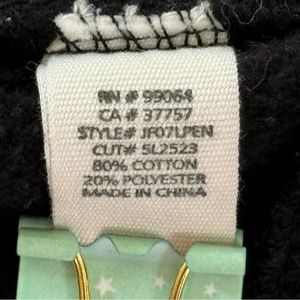 RN # 99064
CA # 37757
STYLE# JF07LPEN
CUT# 5L2523
80% COTTON
20% POLYESTER
MADE IN CHINA